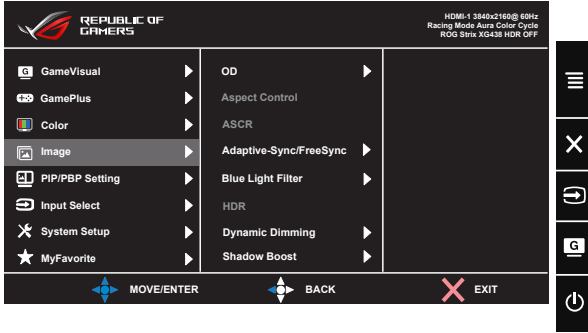 REPUBLIC OF
GAMERS
HDMI-1 3840x2160@ 60Hz
Racing Mode Aura Color Cycle
ROG Strix XG438 HDR OFF
G GameVisual
GamePlus
Color
Image
PIP/PBP Setting
Input Select
System Setup
MyFavorite
OD
Aspect Control
ASCR
Adaptive-Sync/FreeSync
Blue Light Filter
HDR
Dynamic Dimming
Shadow Boost
MOVE/ENTER
BACK
EXIT
G